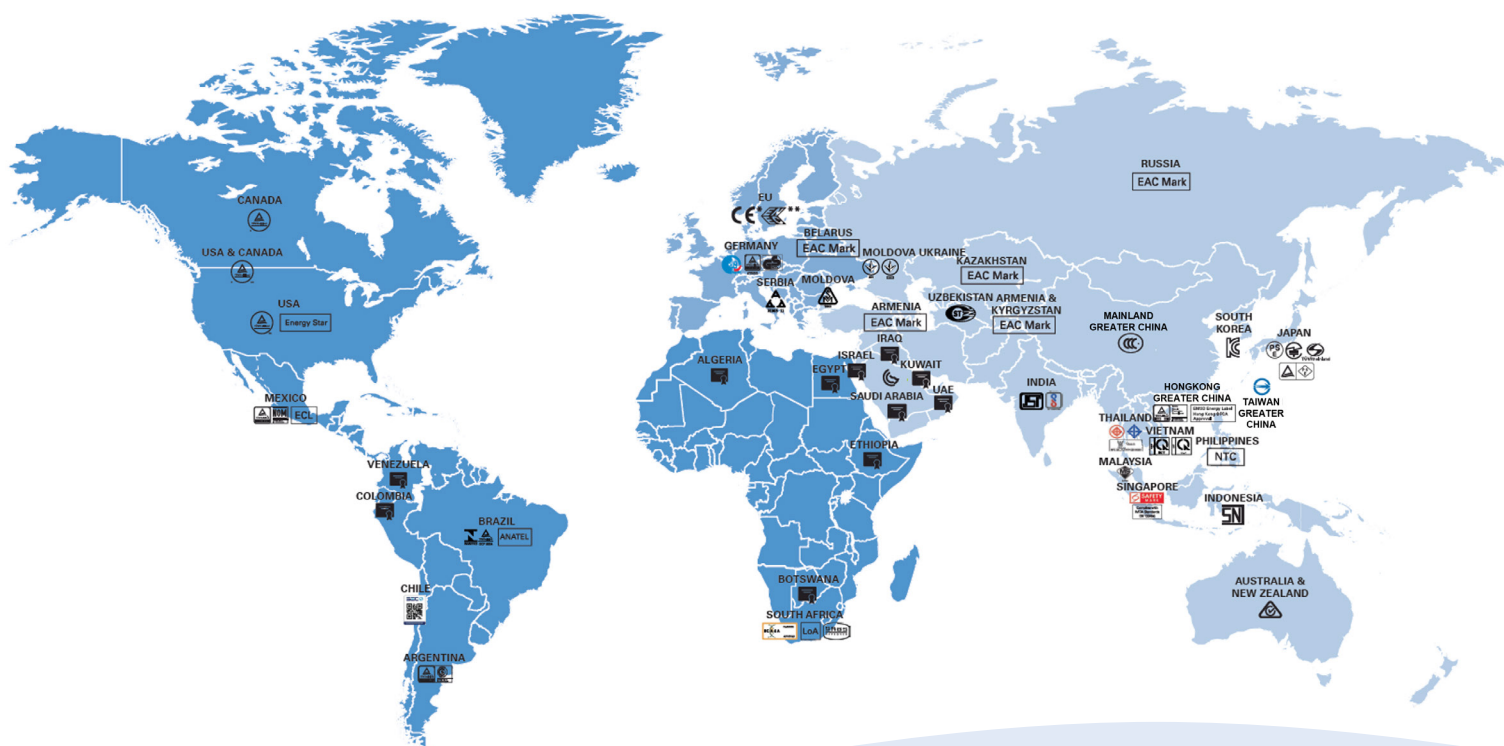 RUSSIA
EAC Mark
CANADA
EU
CE* **
BELARUS
EAC Mark
USA & CANADA
GERMANY
MOLDOVA UKRAINE
KAZAKHSTAN
EAC Mark
SERBIA
MOLDOVA
USA
Energy Star
ARMENIA
EAC Mark
UZBEKISTAN
ARMENIA &
KYRGYZSTAN
EAC Mark
MAINLAND
GREATER CHINA
SOUTH
KOREA
JAPAN
IRAQ
ALGERIA
EGYPT
ISRAEL
KUWAIT
SAUDI ARABIA
UAE
INDIA
HONGKONG
GREATER CHINA
TAIWAN
GREATER
CHINA
MEXICO
NOM
ECL
THAILAND
VIETNAM
PHILIPPINES
NTC
ETHIOPIA
VENEZUELA
COLOMBIA
MALAYSIA
SINGAPORE
SAFETY
MARK
INDONESIA
BRAZIL
ANATEL
CHILE
BOTSWANA
SOUTH AFRICA
LoA
AUSTRALIA &
NEW ZEALAND
ARGENTINA